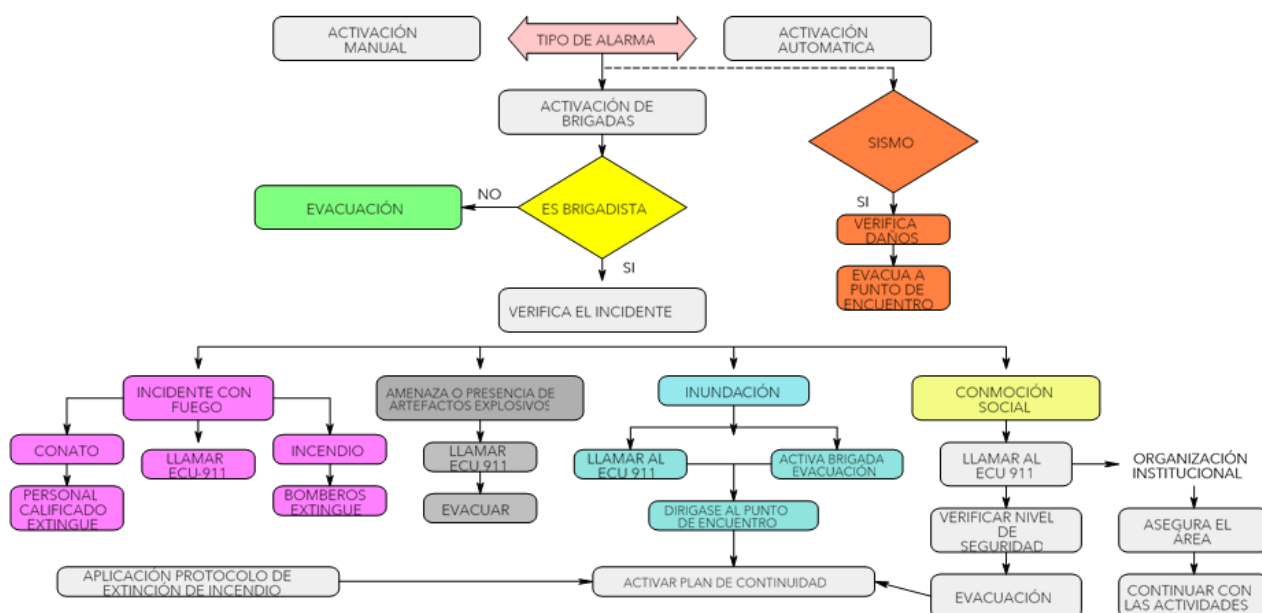 ACTIVACIÓN
MANUAL
TIPO DE ALARMA
ACTIVACIÓN
AUTOMATICA
ACTIVACIÓN DE
BRIGADAS
SISMO
EVACUACIÓN
NO
ES BRIGADISTA
SI
VERIFICA
DAÑOS
SI
EVACUA A
PUNTO DE
ENCUENTRO
VERIFICA EL INCIDENTE
INCIDENTE CON
FUEGO
AMENAZA O PRESENCIA DE
ARTEFACTOS EXPLOSIVOS
INUNDACIÓN
CONMOCIÓN
SOCIAL
CONATO
LLAMAR
ECU-911
INCENDIO
LLAMAR
ECU 911
LLAMAR AL
ECU 911
ACTIVA BRIGADA
EVACUACIÓN
LLAMAR AL
ECU 911
ORGANIZACIÓN
INSTITUCIONAL
PERSONAL
CALIFICADO
EXTINGUE
BOMBEROS
EXTINGUE
EVACUAR
DIRIGASE AL PUNTO
DE ENCUENTRO
VERIFICAR NIVEL
DE
SEGURIDAD
ASEGURA EL
ÁREA
APLICACIÓN PROTOCOLO DE
EXTINCIÓN DE INCENDIO
ACTIVAR PLAN DE CONTINUIDAD
EVACUACIÓN
CONTINUAR CON
LAS ACTIVIDADES